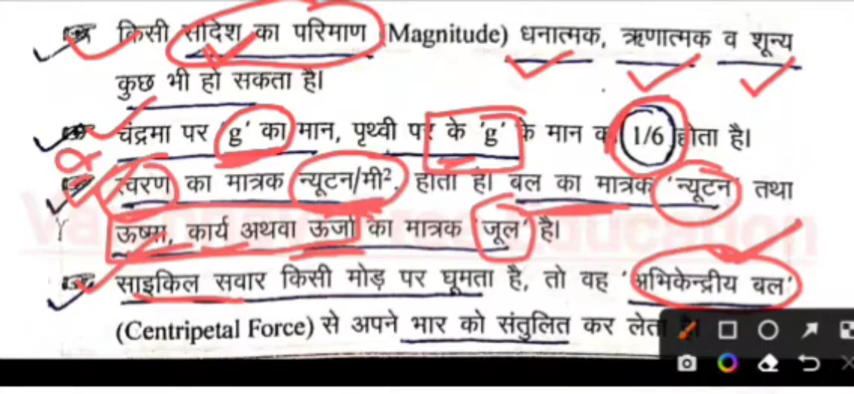 किसी सदिश का परिमाण (Magnitude) धनात्मक, ऋणात्मक व शून्य
कुछ भी हो सकता है।
चंद्रमा पर 'g' का मान, पृथ्वी पर के 'g' के मान का 1/6 होता है।
त्वरण का मात्रक न्यूटन/मी², होता है। बल का मात्रक 'न्यूटन' तथा
ऊष्मा, कार्य अथवा ऊर्जा का मात्रक 'जूल' है।
साइकिल सवार किसी मोड़ पर घूमता है, तो वह 'अभिकेन्द्रीय बल'
(Centripetal Force) से अपने भार को संतुलित कर लेता है।